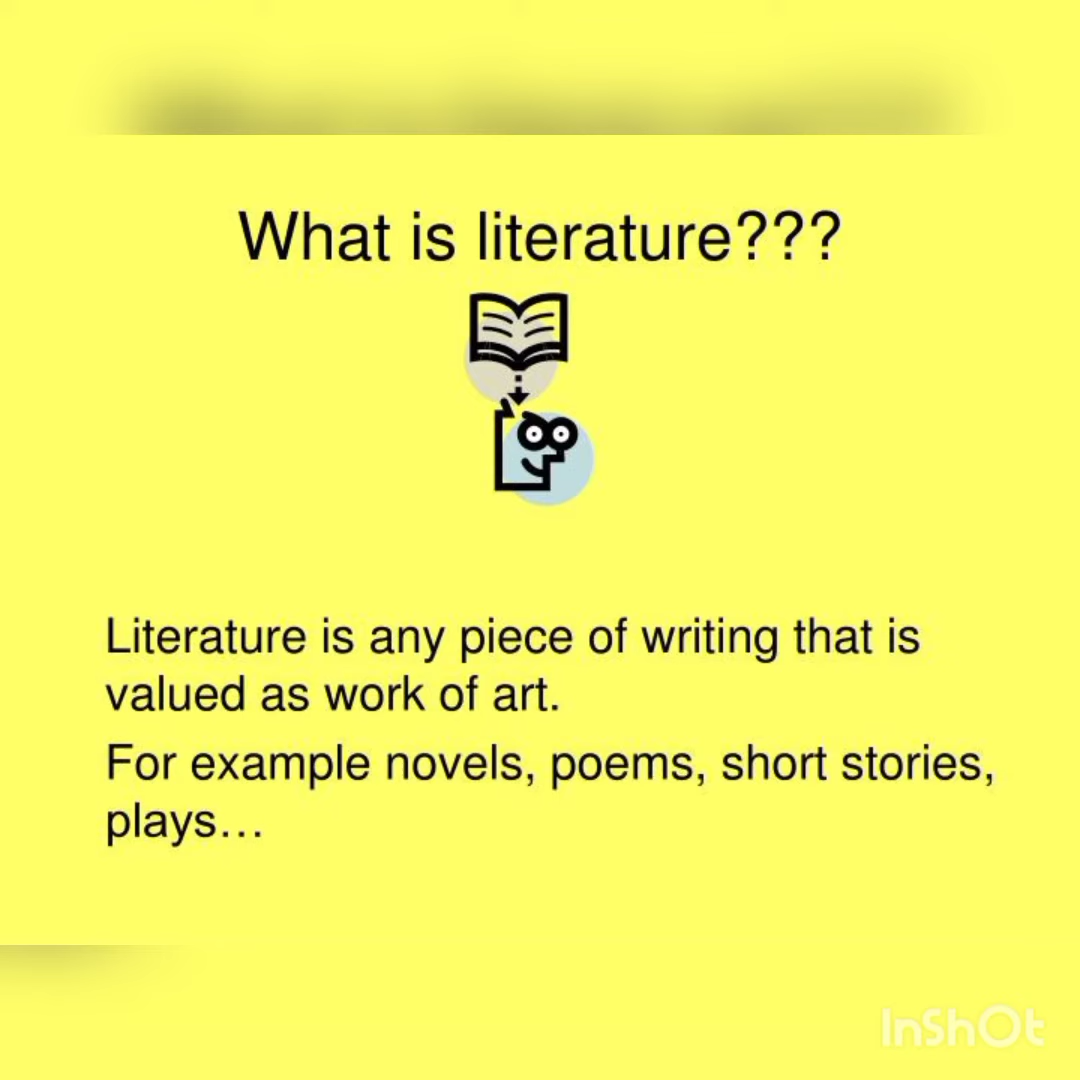 What is literature???
Literature is any piece of writing that is
valued as work of art.
For example novels, poems, short stories,
plays…
InShOt